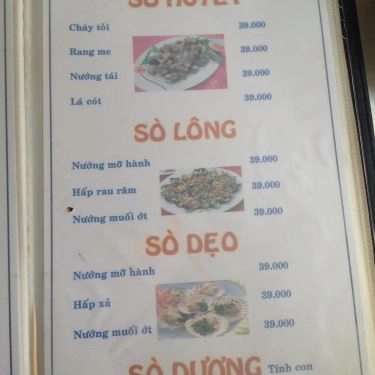 SÒ HUYẾT
Cháy tỏi 39.000
Rang me 39.000
Nướng tái 39.000
Lá cót 39.000
SÒ LÔNG
Nướng mỡ hành 39.000
Hấp rau răm 39.000
Nướng muối ớt 39.000
SÒ DẸO
Nướng mỡ hành 39.000
Hấp xả 39.000
Nướng muối ớt 39.000
SÒ DƯƠNG Tính con